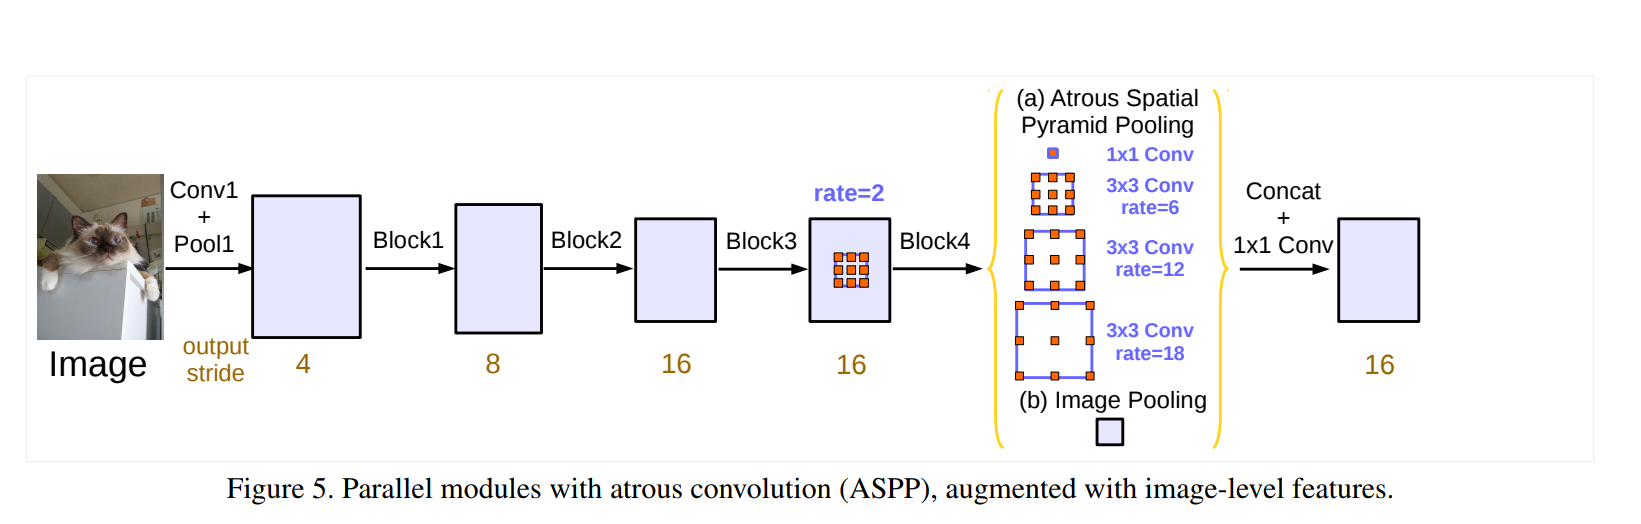 Image
Conv1
+
Pool1
output
stride
4
Block1
8
Block2
16
Block3
rate=2
16
Block4
(a) Atrous Spatial
Pyramid Pooling
1x1 Conv
3x3 Conv
rate=6
3x3 Conv
rate=12
3x3 Conv
rate=18
(b) Image Pooling
Concat
+
1x1 Conv
16
Figure 5. Parallel modules with atrous convolution (ASPP), augmented with image-level features.